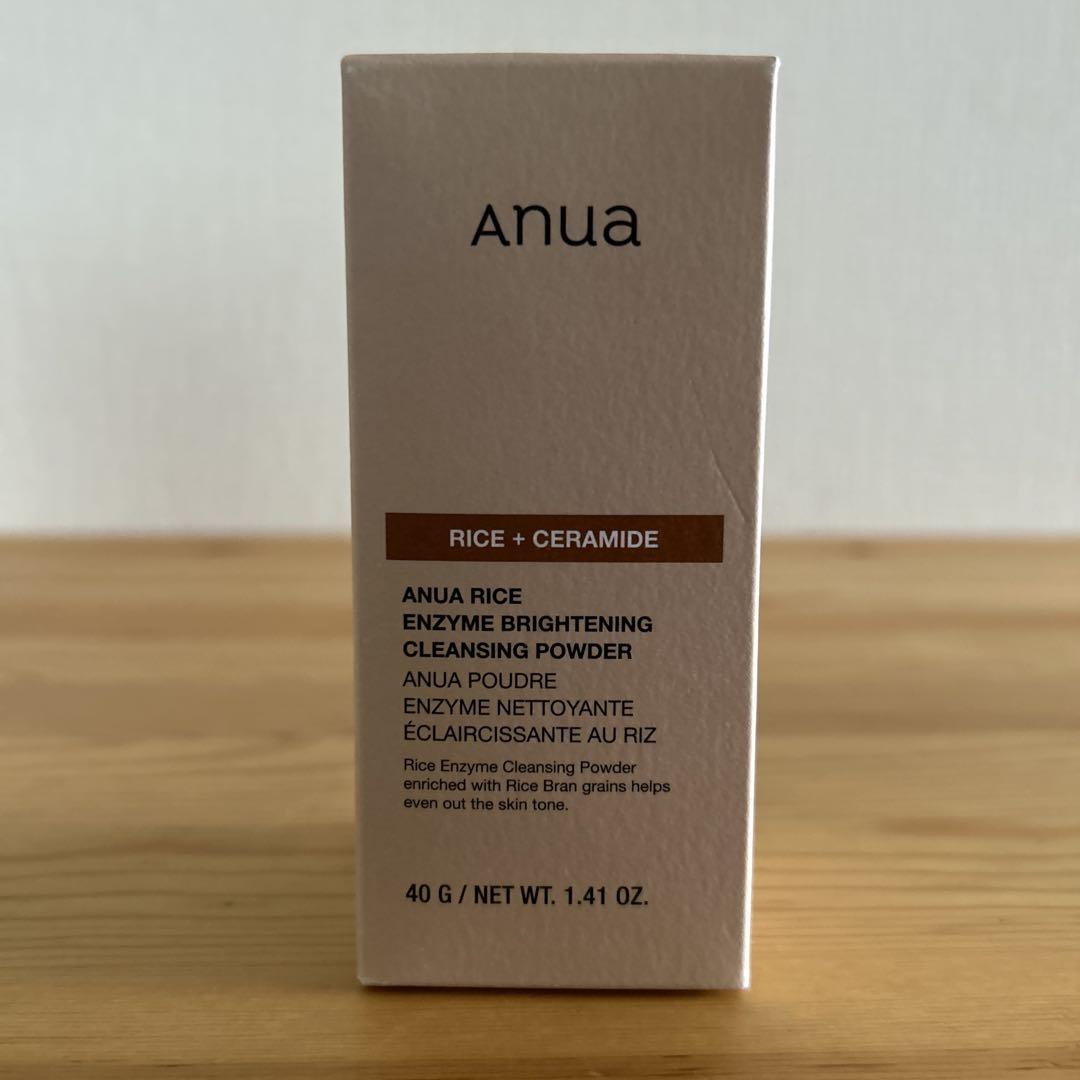 Anua
RICE + CERAMIDE
ANUA RICE
ENZYME BRIGHTENING
CLEANSING POWDER
ANUA POUDRE
ENZYME NETTOYANTE
ÉCLAIRCISSANTE AU RIZ
Rice Enzyme Cleansing Powder
enriched with Rice Bran grains helps
even out the skin tone.
40 G / NET WT. 1.41 OZ.